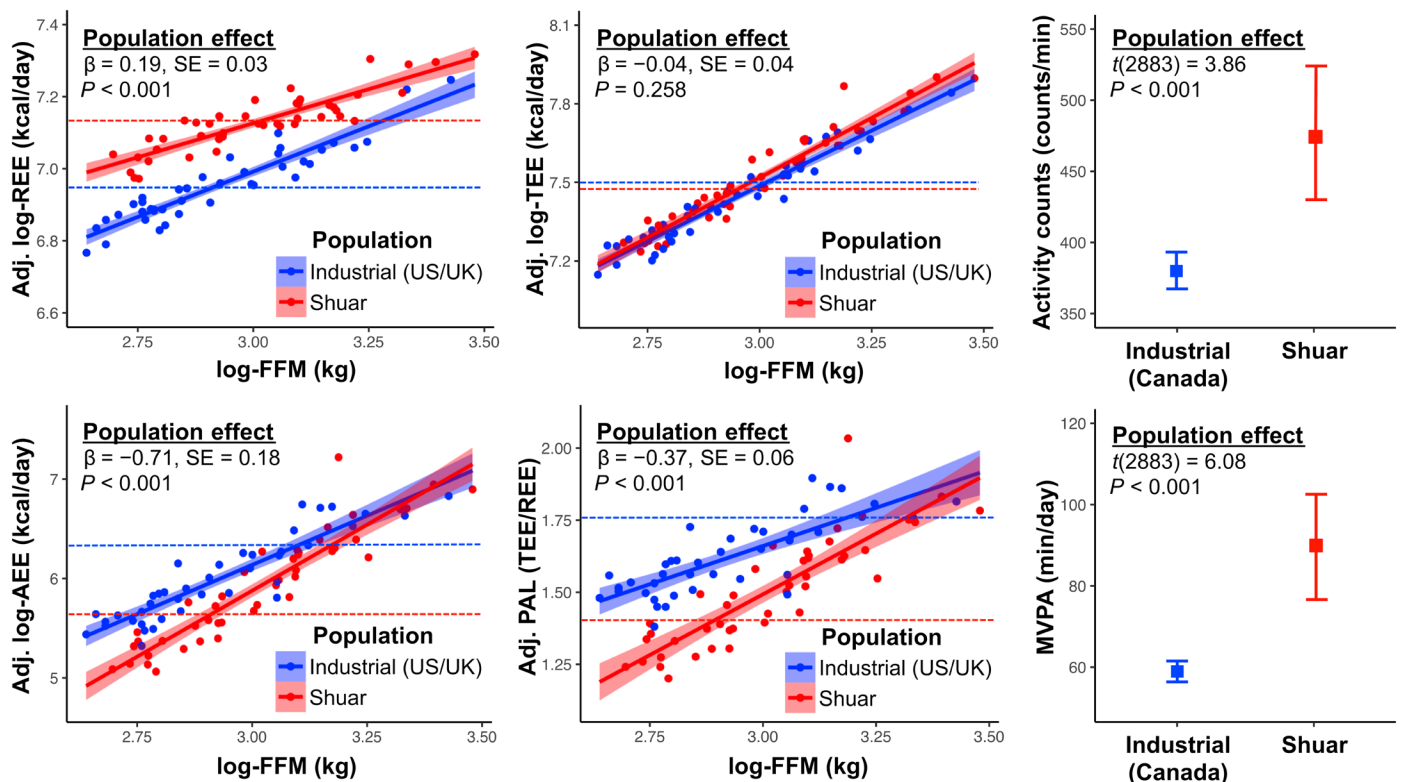 Adj. log-REE (kcal/day)
7.4
7.2
7.0
6.8
6.6
Population effect
β = 0.19, SE = 0.03
P < 0.001
Population
Industrial (US/UK)
Shuar
2.75
3.00
3.25
3.50
log-FFM (kg)
Adj. log-TEE (kcal/day)
8.1
7.8
7.5
7.2
Population effect
β = −0.04, SE = 0.04
P = 0.258
Population
Industrial (US/UK)
Shuar
2.75
3.00
3.25
3.50
log-FFM (kg)
Activity counts (counts/min)
550
500
450
400
350
Population effect
t(2883) = 3.86
P < 0.001
Industrial
(Canada)
Shuar
Adj. log-AEE (kcal/day)
7
6
5
Population effect
β = −0.71, SE = 0.18
P < 0.001
Population
Industrial (US/UK)
Shuar
2.75
3.00
3.25
3.50
log-FFM (kg)
Adj. PAL (TEE/REE)
2.00
1.75
1.50
1.25
Population effect
β = −0.37, SE = 0.06
P < 0.001
Population
Industrial (US/UK)
Shuar
2.75
3.00
3.25
3.50
log-FFM (kg)
MVPA (min/day)
120
100
80
60
Population effect
t(2883) = 6.08
P < 0.001
Industrial
(Canada)
Shuar